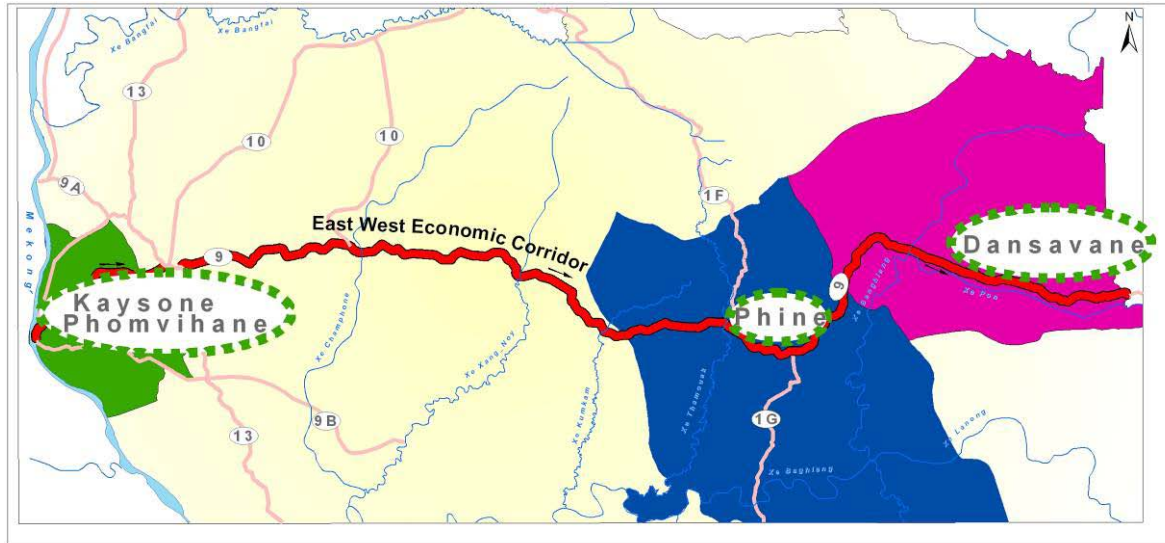 N
Xe Bangfai
Xe Bangfai
13
10
10
9A
1F
Mekong
East West Economic Corridor
9
Dansavane
Kaysone
Phomvihane
Phine
9
Xe Banghiang
Xe Pon
Xe Champhone
Xe Xang Noy
Xe Kumkam
Xe Thamouak
13
9B
1G
Xe Lanong
Xe Baghiang